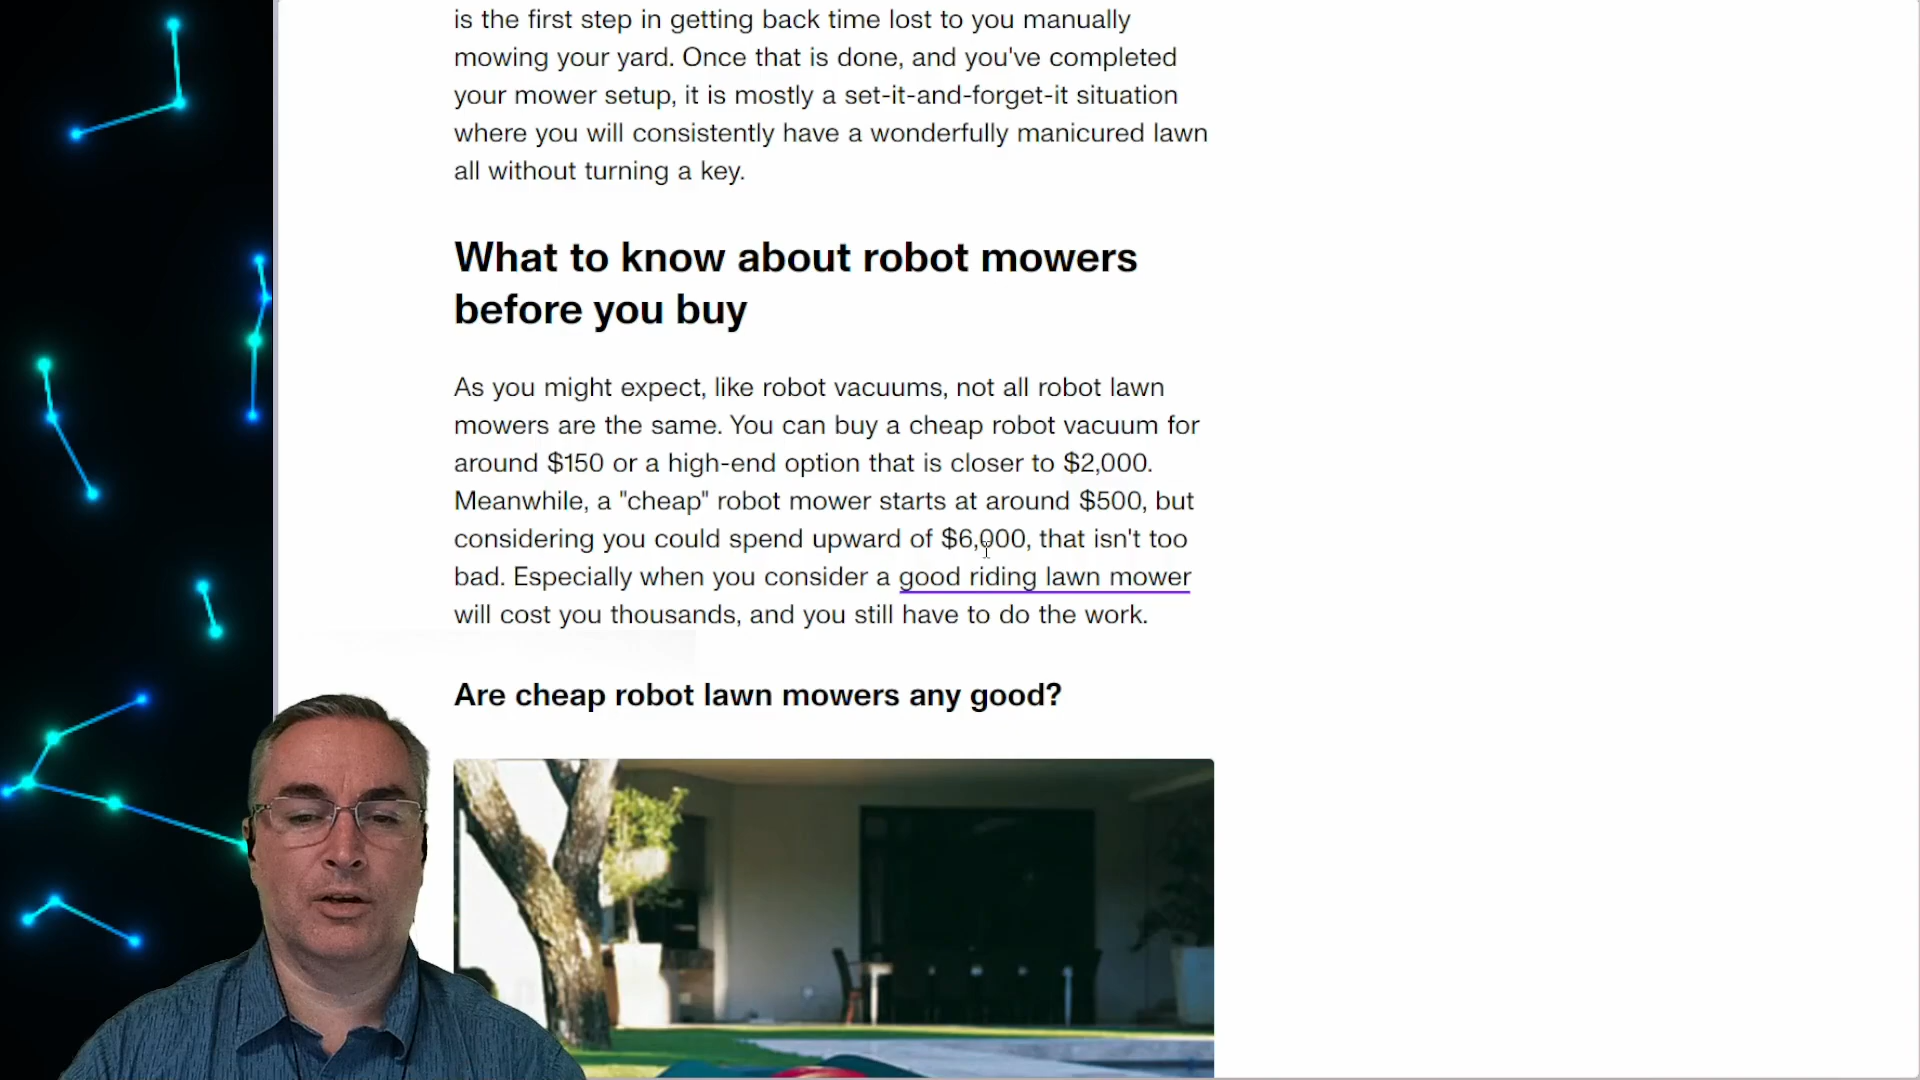 is the first step in getting back time lost to you manually
mowing your yard. Once that is done, and you've completed
your mower setup, it is mostly a set-it-and-forget-it situation
where you will consistently have a wonderfully manicured lawn
all without turning a key.
What to know about robot mowers
before you buy
As you might expect, like robot vacuums, not all robot lawn
mowers are the same. You can buy a cheap robot vacuum for
around $150 or a high-end option that is closer to $2,000.
Meanwhile, a "cheap" robot mower starts at around $500, but
considering you could spend upward of $6,000, that isn't too
bad. Especially when you consider a good riding lawn mower
will cost you thousands, and you still have to do the work.
Are cheap robot lawn mowers any good?